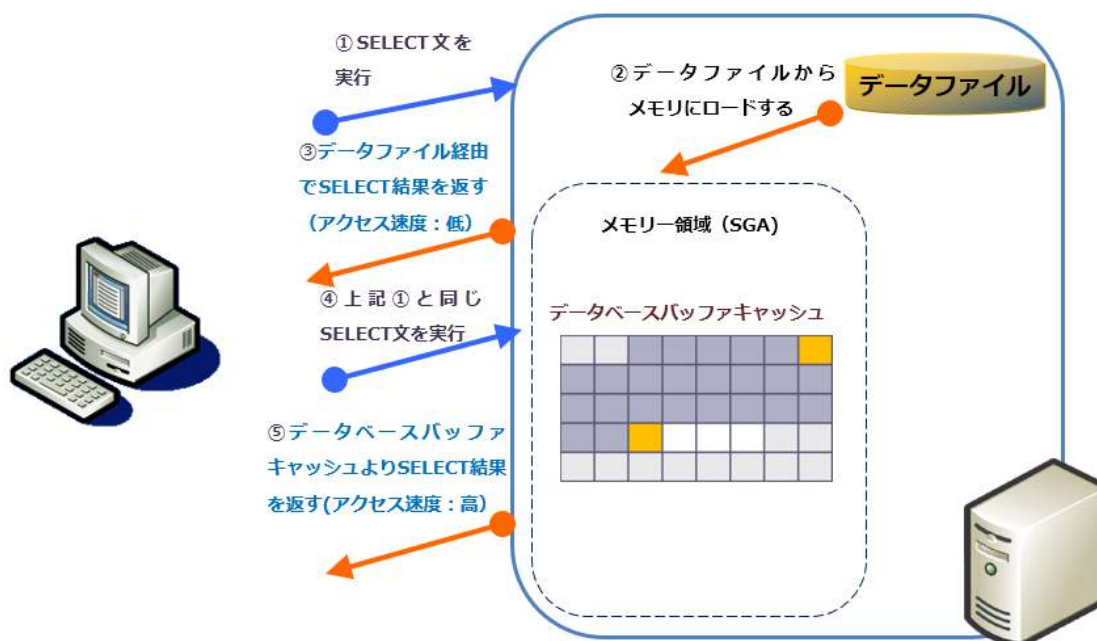 ①SELECT文を
実行
②データファイルから
メモリにロードする
データファイル
③データファイル経由
でSELECT結果を返す
（アクセス速度：低）
メモリー領域（SGA)
④上記①と同じ
SELECT文を実行
データベースバッファキャッシュ
⑤データベースバッファ
キャッシュよりSELECT結果
を返す(アクセス速度：高）